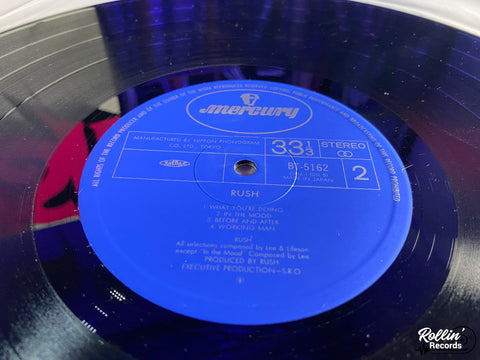 mercury
MANUFACTURED BY NIPPON PHONOGRAM
CO., LTD., TOKYO
33 1/3
STEREO
BT-5162
MADE IN JAPAN
2
RUSH
1. WHAT YOU'RE DOING
2. IN THE MOOD
3. BEFORE AND AFTER
4. WORKING MAN
RUSH
All selections composed by Lee & Lifeson
except "In the Mood" Composed by Lee
PRODUCED BY RUSH
EXECUTIVE PRODUCTION-S.R O
Rollin'
Records